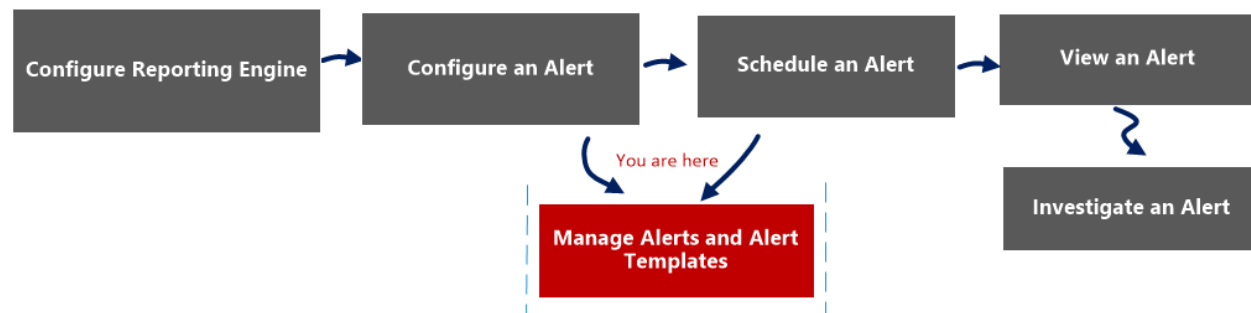 Configure Reporting Engine
Configure an Alert
Schedule an Alert
View an Alert
You are here
Manage Alerts and Alert
Templates
Investigate an Alert